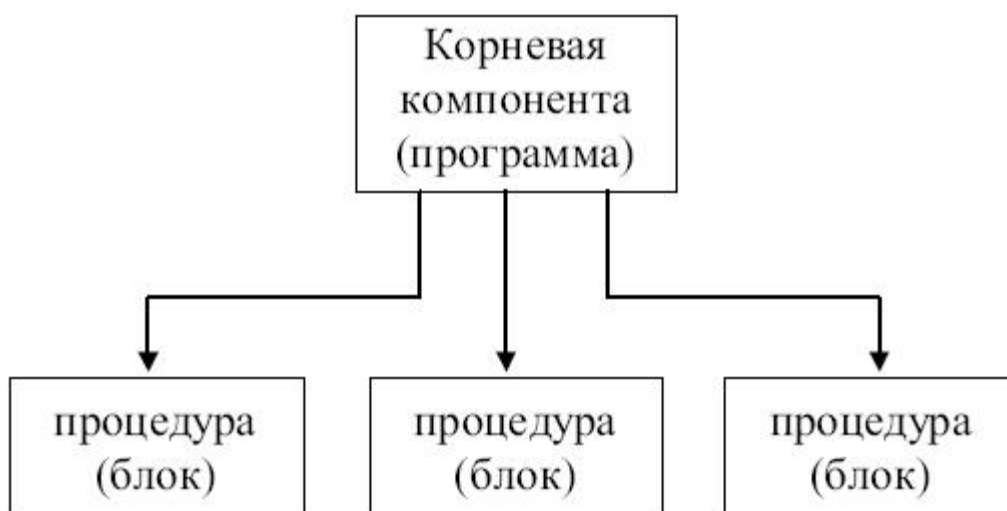 Корневая
компонента
(программа)
процедура
(блок)
процедура
(блок)
процедура
(блок)